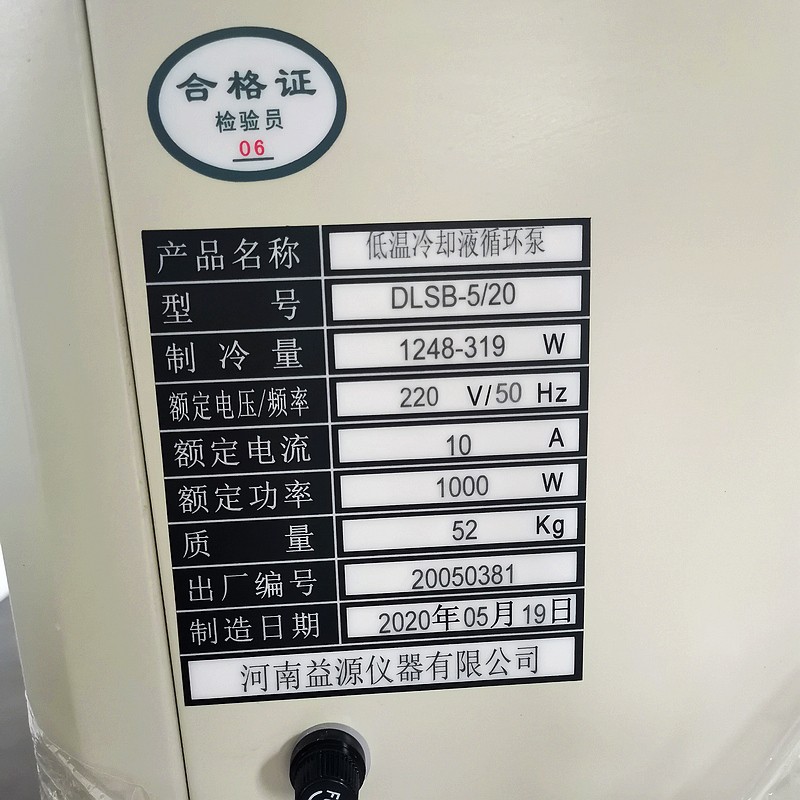 合格证
检验员
06
产品名称 低温冷却液循环泵
型 号 DLSB-5/20
制冷量 1248-319 W
额定电压/频率 220 V/50 Hz
额定电流 10 A
额定功率 1000 W
质 量 52 Kg
出厂编号 20050381
制造日期 2020年05月19日
河南益源仪器有限公司